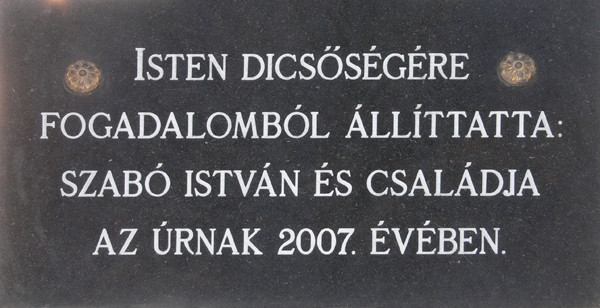 ISTEN DICSŐSÉGÉRE
FOGADALOMBÓL ÁLLÍTTATTA:
SZABÓ ISTVÁN ÉS CSALÁDJA
AZ ÚRNAK 2007. ÉVÉBEN.